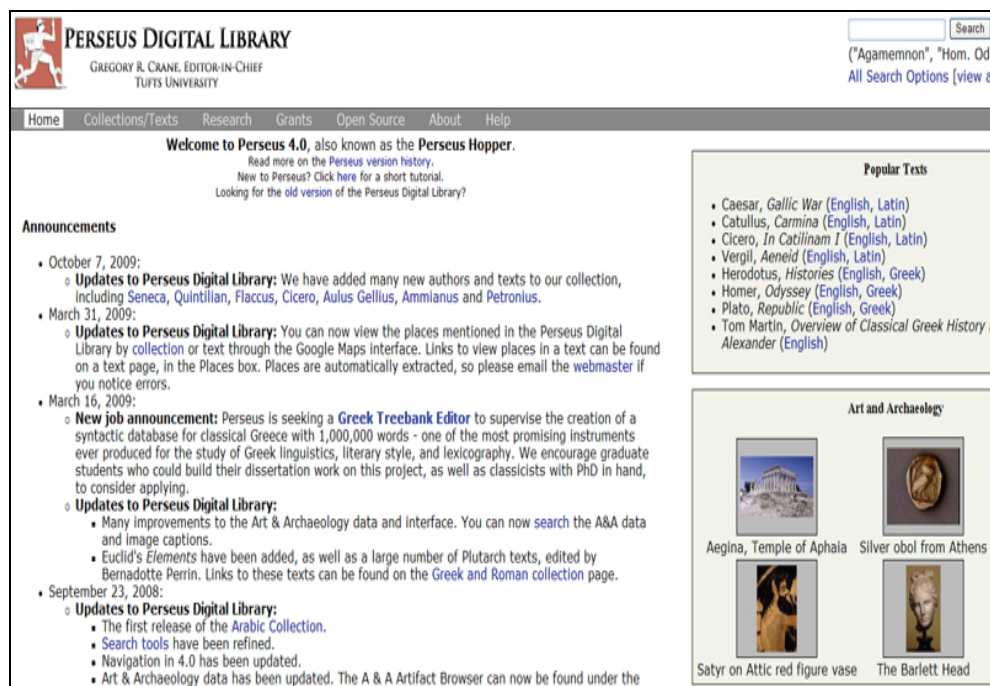 PERSEUS DIGITAL LIBRARY
GREGORY R. CRANE, EDITOR-IN-CHIEF
TUFTS UNIVERSITY
Search
("Agamemnon", "Hom. Od
All Search Options [view a
Home Collections/Texts Research Grants Open Source About Help
Welcome to Perseus 4.0, also known as the Perseus Hopper.
Read more on the Perseus version history.
New to Perseus? Click here for a short tutorial.
Looking for the old version of the Perseus Digital Library?
Announcements
• October 7, 2009:
Updates to Perseus Digital Library: We have added many new authors and texts to our collection,
including Seneca, Quintilian, Flaccus, Cicero, Aulus Gellius, Ammianus and Petronius.
• March 31, 2009:
Updates to Perseus Digital Library: You can now view the places mentioned in the Perseus Digital
Library by collection or text through the Google Maps interface. Links to view places in a text can be found
on a text page, in the Places box. Places are automatically extracted, so please email the webmaster if
you notice errors.
• March 16, 2009:
New job announcement: Perseus is seeking a Greek Treebank Editor to supervise the creation of a
syntactic database for classical Greece with 1,000,000 words - one of the most promising instruments
ever produced for the study of Greek linguistics, literary style, and lexicography. We encourage graduate
students who could build their dissertation work on this project, as well as classicists with PhD in hand,
to consider applying.
Updates to Perseus Digital Library:
Many improvements to the Art & Archaeology data and interface. You can now search the A&A data
and image captions.
Euclid's Elements have been added, as well as a large number of Plutarch texts, edited by
Bernadotte Perrin. Links to these texts can be found on the Greek and Roman collection page.
• September 23, 2008:
Updates to Perseus Digital Library:
The first release of the Arabic Collection.
Search tools have been refined.
Navigation in 4.0 has been updated.
Art & Archaeology data has been updated. The A & A Artifact Browser can now be found under the
Popular Texts
• Caesar, Gallic War (English, Latin)
• Catullus, Carmina (English, Latin)
• Cicero, In Catilinam I (English, Latin)
• Vergil, Aeneid (English, Latin)
• Herodotus, Histories (English, Greek)
• Homer, Odyssey (English, Greek)
• Plato, Republic (English, Greek)
• Tom Martin, Overview of Classical Greek History
Alexander (English)
Art and Archaeology
Aegina, Temple of Aphaia Silver obol from Athens
Satyr on Attic red figure vase The Barlett Head